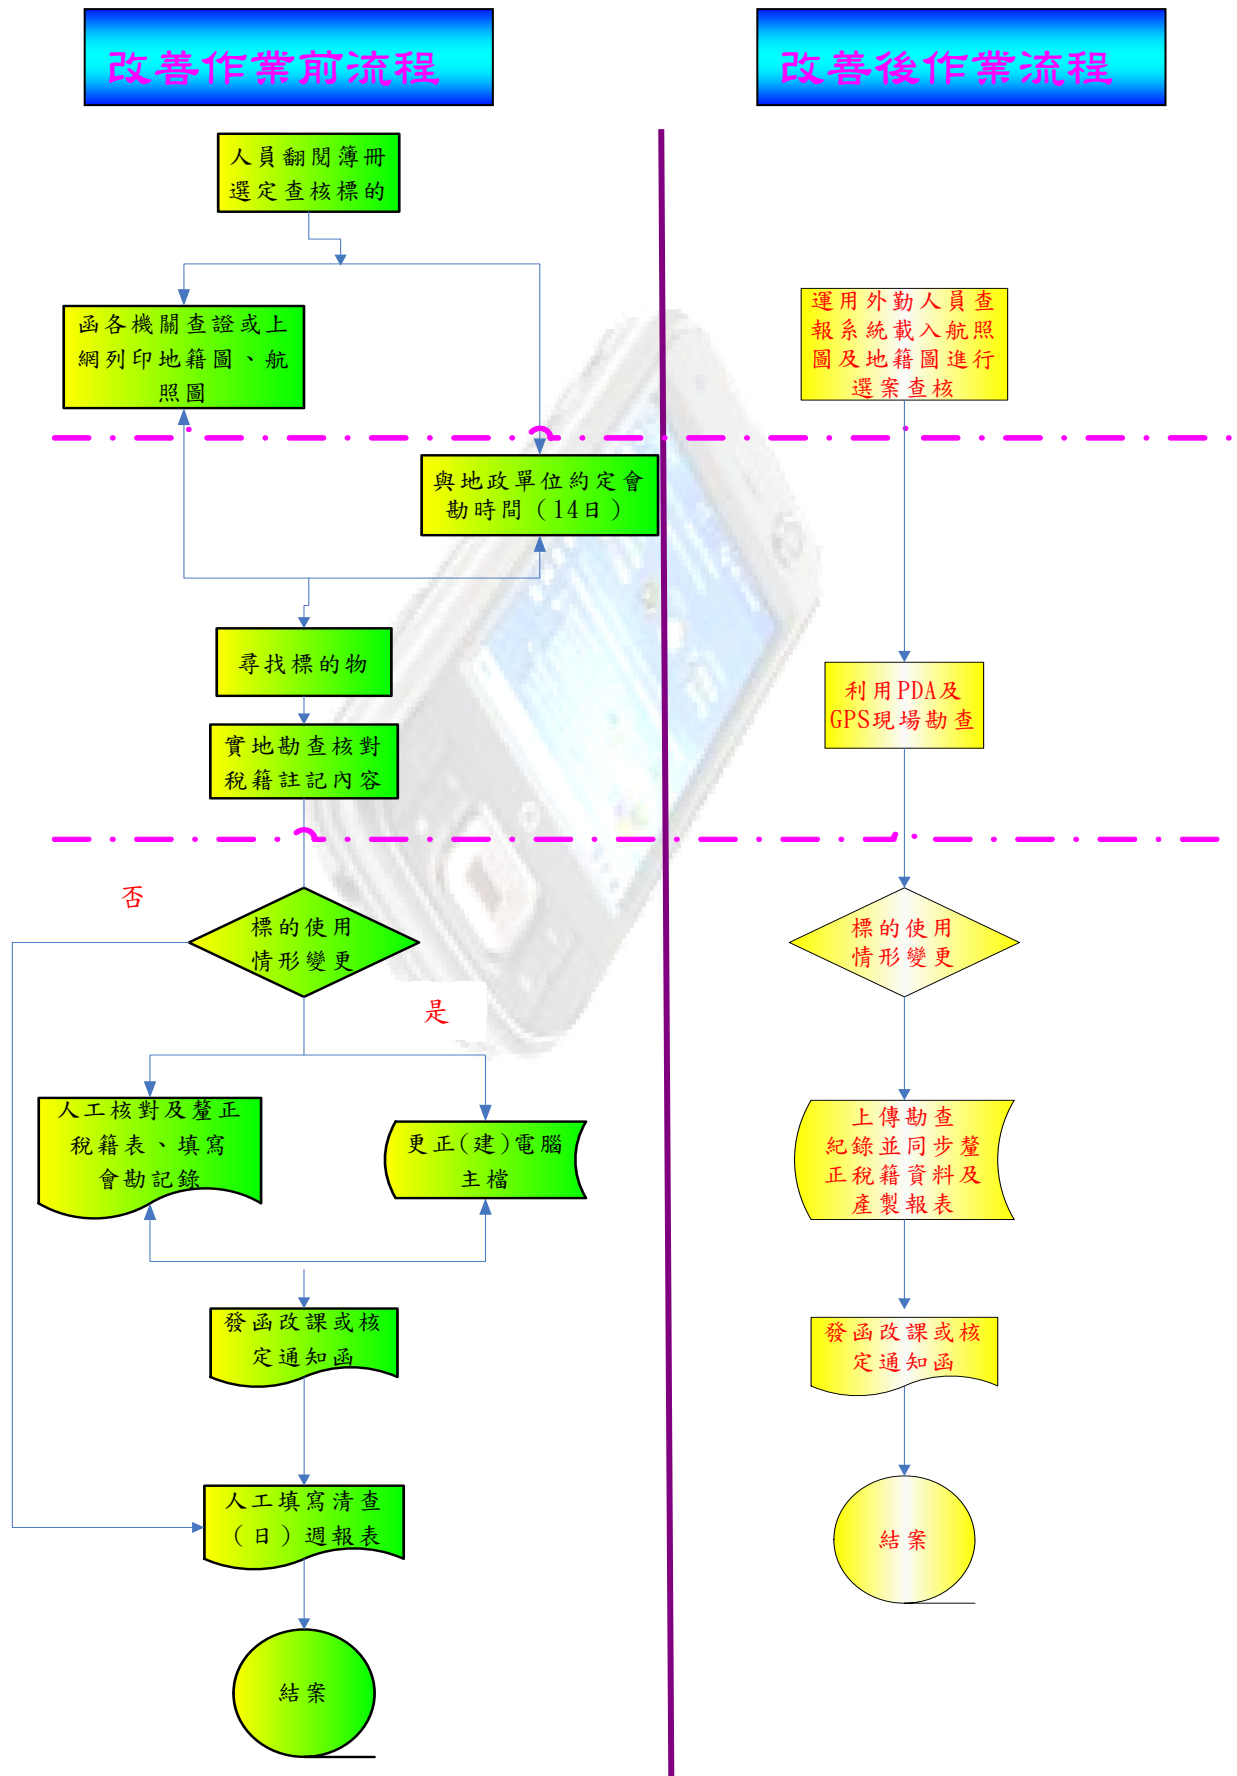 改善作業前流程
人員翻閱簿冊
選定查核標的
函各機關查證或上
網列印地籍圖、航
照圖
與地政單位約定會
勘時間（14日）
尋找標的物
實地勘查核對
稅籍註記內容
否
標的使用
情形變更
是
人工核對及釐正
稅籍表、填寫
會勘記錄
更正(建)電腦
主檔
發函改課或核
定通知函
人工填寫清查
（日）週報表
結案
改善後作業流程
運用外勤人員查
報系統載入航照
圖及地籍圖進行
選案查核
利用PDA及
GPS現場勘查
標的使用
情形變更
上傳勘查
紀錄並同步釐
正稅籍資料及
產製報表
發函改課或核
定通知函
結案